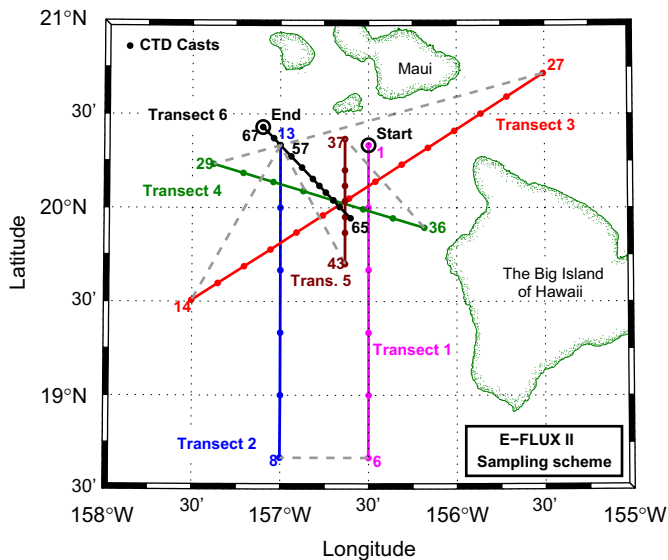 21°N
• CTD Casts
Maui
27
30'
Transect 6
End
67
13
57
37
Start
1
Transect 3
29
Transect 4
20°N
65
36
43
Trans. 5
The Big Island
of Hawaii
30'
14
Transect 1
19°N
Transect 2
8
6
E−FLUX II
Sampling scheme
30'
158°W
30'
157°W
30'
156°W
30'
155°W
Latitude
Longitude